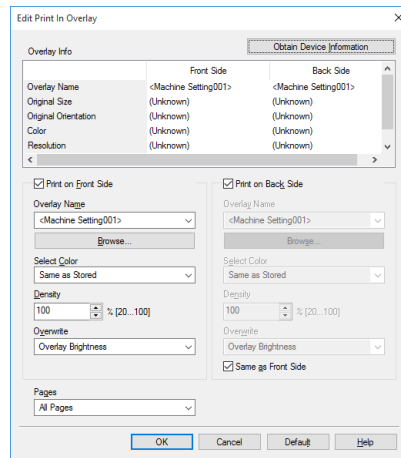 Edit Print In Overlay
Overlay Info
Obtain Device Information
Front Side Back Side
Overlay Name <Machine Setting001> <Machine Setting001>
Original Size (Unknown) (Unknown)
Original Orientation (Unknown) (Unknown)
Color (Unknown) (Unknown)
Resolution (Unknown) (Unknown)
Print on Front Side Print on Back Side
Overlay Name Overlay Name
<Machine Setting001> <Machine Setting001>
Browse... Browse...
Select Color Select Color
Same as Stored Same as Stored
Density Density
100 % [20...100] 100 % [20...100]
Overwrite Overwrite
Overlay Brightness Overlay Brightness
Same as Front Side
Pages
All Pages
OK Cancel Default Help